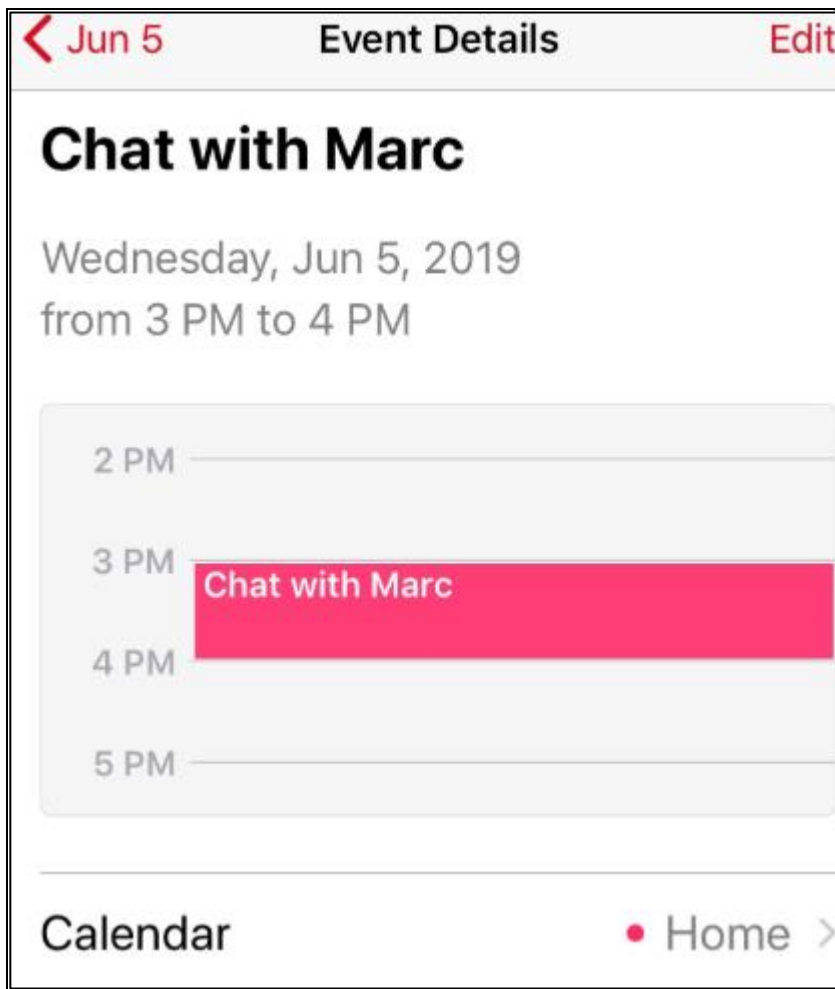 Jun 5 Event Details Edit
Chat with Marc
Wednesday, Jun 5, 2019
from 3 PM to 4 PM
2 PM
3 PM
Chat with Marc
4 PM
5 PM
Calendar Home